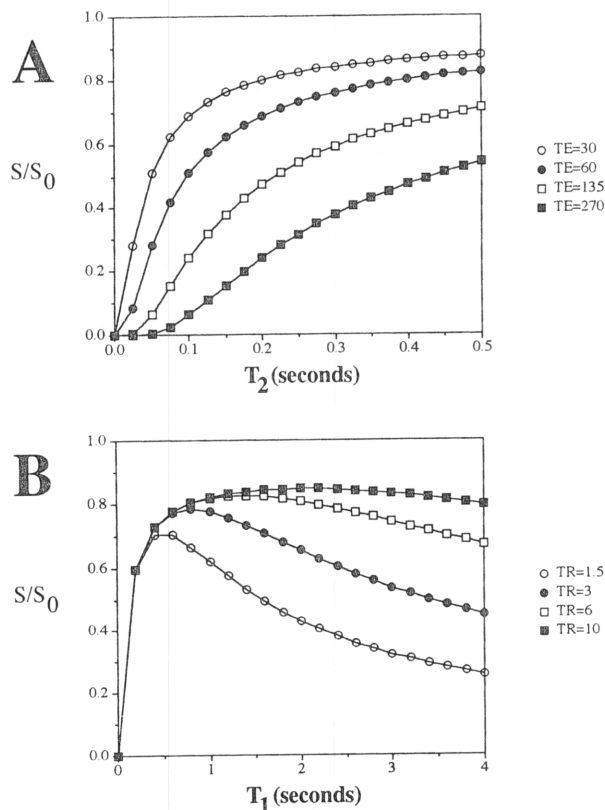 A
S/S0
1.0
0.8
0.6
0.4
0.2
0.0
0.0 0.1 0.2 0.3 0.4 0.5
T2 (seconds)
TE=30
TE=60
TE=135
TE=270
B
S/S0
1.0
0.8
0.6
0.4
0.2
0.0
0 1 2 3 4
T1 (seconds)
TR=1.5
TR=3
TR=6
TR=10